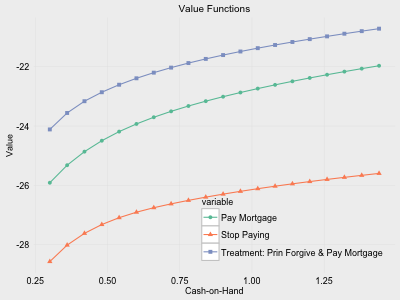 Value Functions
Value
-22
-24
-26
-28
variable
Pay Mortgage
Stop Paying
Treatment: Prin Forgive & Pay Mortgage
0.25
0.50
0.75
1.00
1.25
Cash-on-Hand